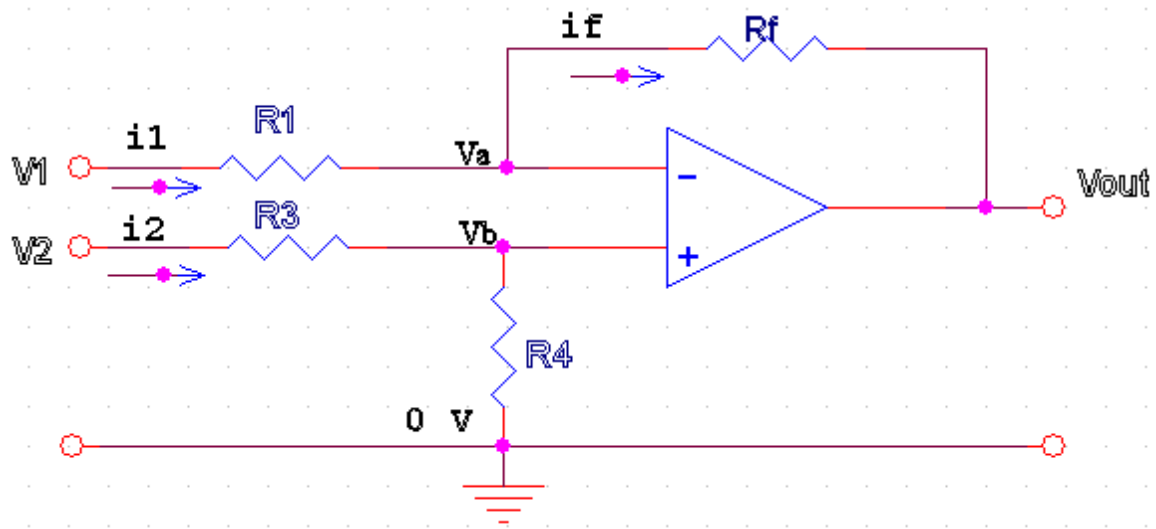 if
Rf
i1
R1
Va
V1
-
Vout
i2
R3
Vb
V2
+
R4
0 V